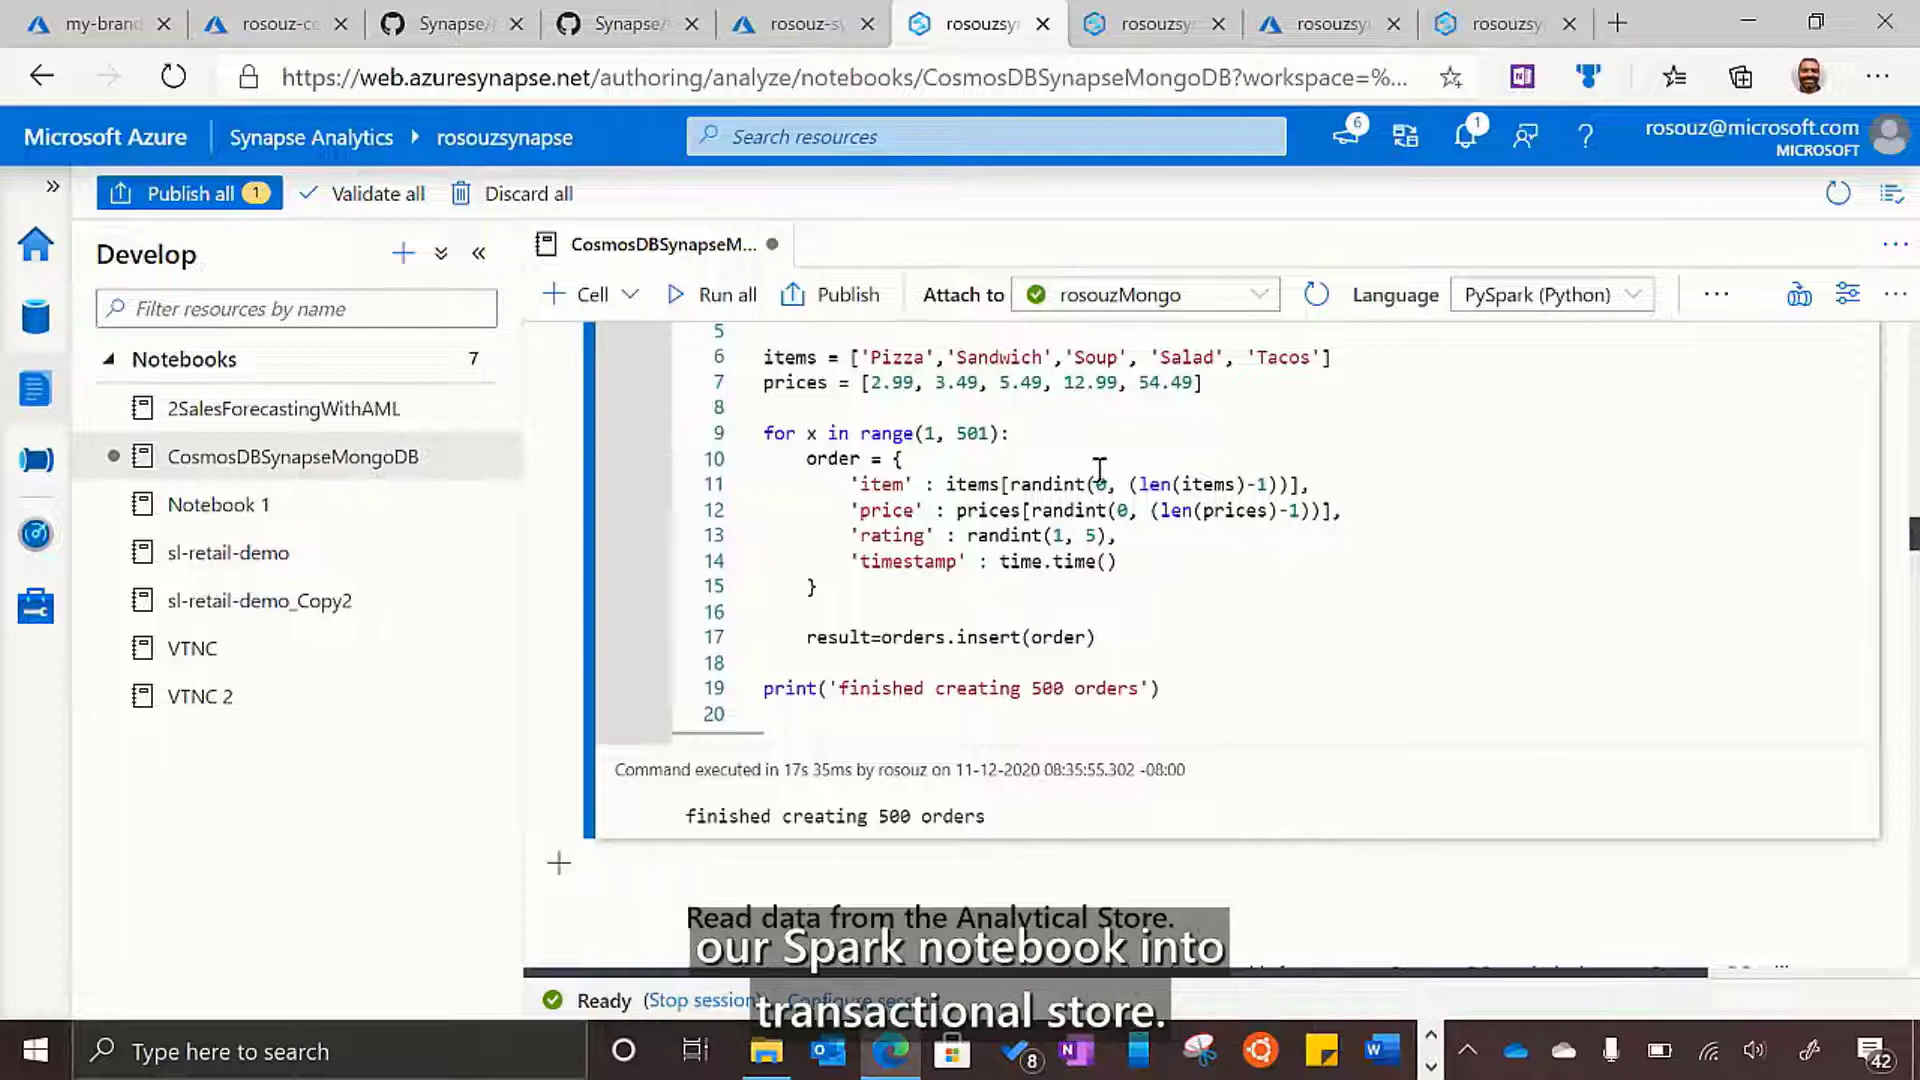 my-brand
rosouz-co
Synapse/
Synapse/
rosouz-sy
rosouzsy
rosouzsy
rosouzsy
rosouzsy
https://web.azuresynapse.net/authoring/analyze/notebooks/CosmosDBSynapseMongoDB?workspace=%...
Microsoft Azure
Synapse Analytics
rosouzsynapse
Search resources
6
1
rosouz@microsoft.com
MICROSOFT
Publish all 1
Validate all
Discard all
Develop
CosmosDBSynapseM...
Filter resources by name
Cell
Run all
Publish
Attach to
rosouzMongo
Language
PySpark (Python)
Notebooks 7
2SalesForecastingWithAML
CosmosDBSynapseMongoDB
Notebook 1
sl-retail-demo
sl-retail-demo_Copy2
VTNC
VTNC 2
5
6 items = ['Pizza','Sandwich','Soup', 'Salad', 'Tacos']
7 prices = [2.99, 3.49, 5.49, 12.99, 54.49]
8
9 for x in range(1, 501):
10 order = {
11 'item' : items[randint(0, (len(items)-1))],
12 'price' : prices[randint(0, (len(prices)-1))],
13 'rating' : randint(1, 5),
14 'timestamp' : time.time()
15 }
16
17 result=orders.insert(order)
18
19 print('finished creating 500 orders')
20
Command executed in 17s 35ms by rosouz on 11-12-2020 08:35:55.302 -08:00
finished creating 500 orders
Read data from the Analytical Store.
our Spark notebook into
Ready (Stop session) Configure session
transactional store.
Type here to search
8
42